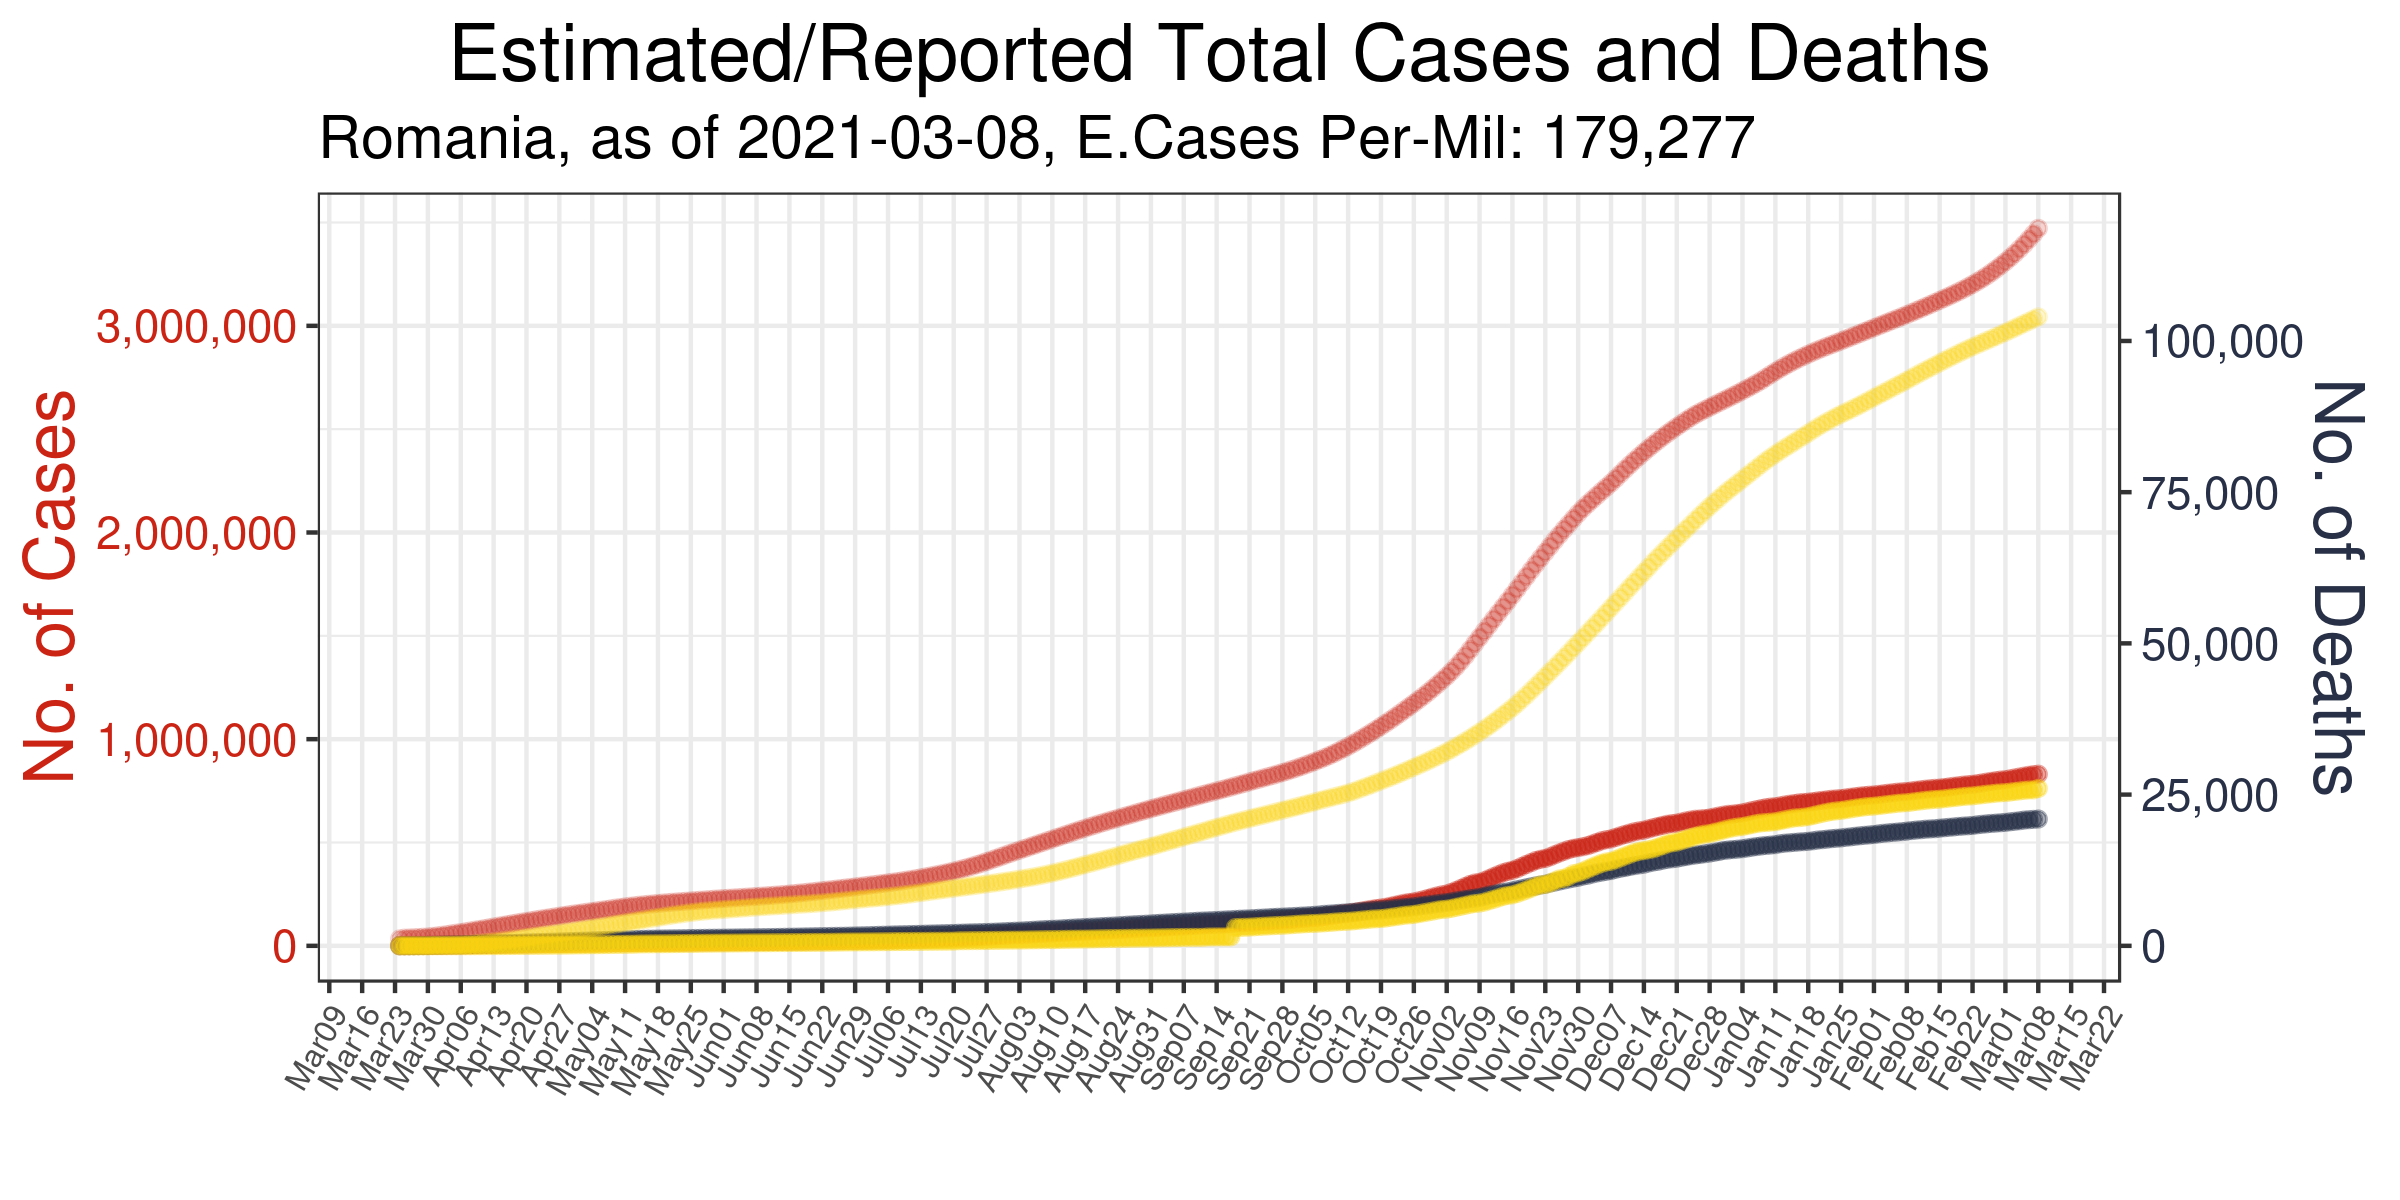 Estimated/Reported Total Cases and Deaths
Romania, as of 2021-03-08, E.Cases Per-Mil: 179,277
No. of Cases
3,000,000
2,000,000
1,000,000
0
100,000
75,000
50,000
25,000
0
No. of Deaths
Mar09
Mar16
Mar23
Mar30
Apr06
Apr13
Apr20
Apr27
May04
May11
May18
May25
Jun01
Jun08
Jun15
Jun22
Jun29
Jul06
Jul13
Jul20
Jul27
Aug03
Aug10
Aug17
Aug24
Aug31
Sep07
Sep14
Sep21
Sep28
Oct05
Oct12
Oct19
Oct26
Nov02
Nov09
Nov16
Nov23
Nov30
Dec07
Dec14
Dec21
Dec28
Jan04
Jan11
Jan18
Jan25
Feb01
Feb08
Feb15
Feb22
Mar01
Mar08
Mar15
Mar22